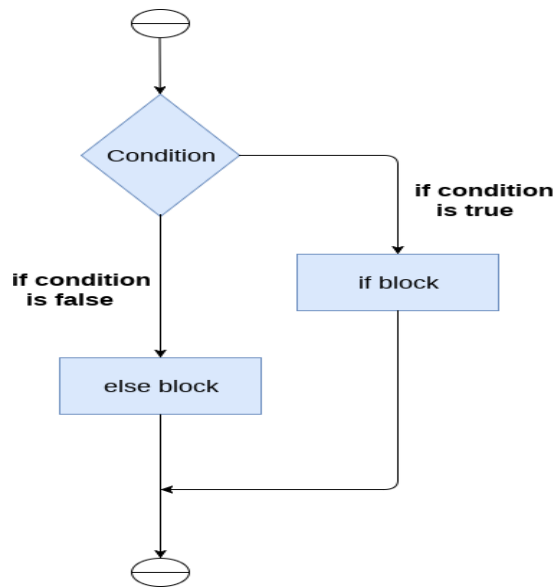 Condition
if condition
is true
if block
if condition
is false
else block